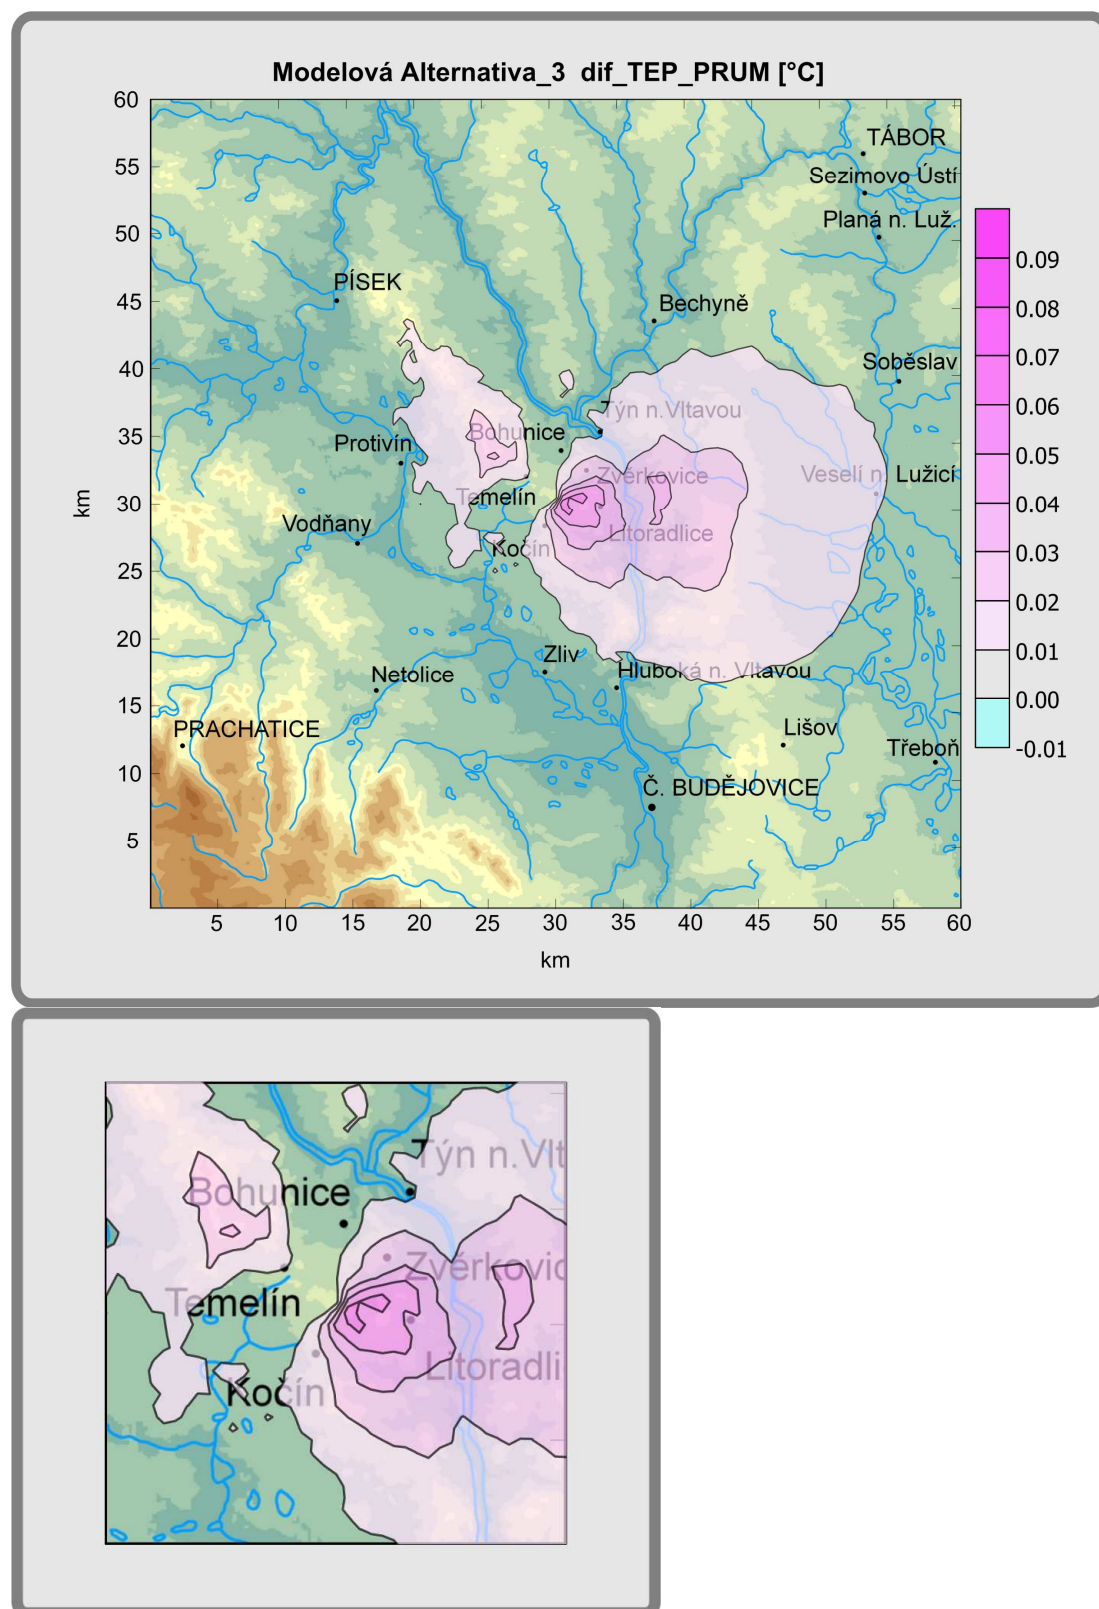 Modelová Alternativa_3 dif_TEP_PRUM [°C]
60
55
50
45
40
35
30
25
20
15
10
5
km
TÁBOR
Sezimovo Ústí
Planá n. Luž.
PÍSEK
Bechyně
Soběslav
Týn n.Vltavou
Bohunice
Protivín
Zvěrkovice
Veselí n. Lužicí
Temelín
Vodňany
Litoradlice
Kočín
Zliv
Hluboká n. Vltavou
Netolice
PRACHATICE
Lišov
Třeboň
Č. BUDĚJOVICE
5 10 15 20 25 30 35 40 45 50 55 60
km
0.09
0.08
0.07
0.06
0.05
0.04
0.03
0.02
0.01
0.00
-0.01
Týn n.Vlt
Bohunice
Zvěrkovic
Temelín
Litoradli
Kočín